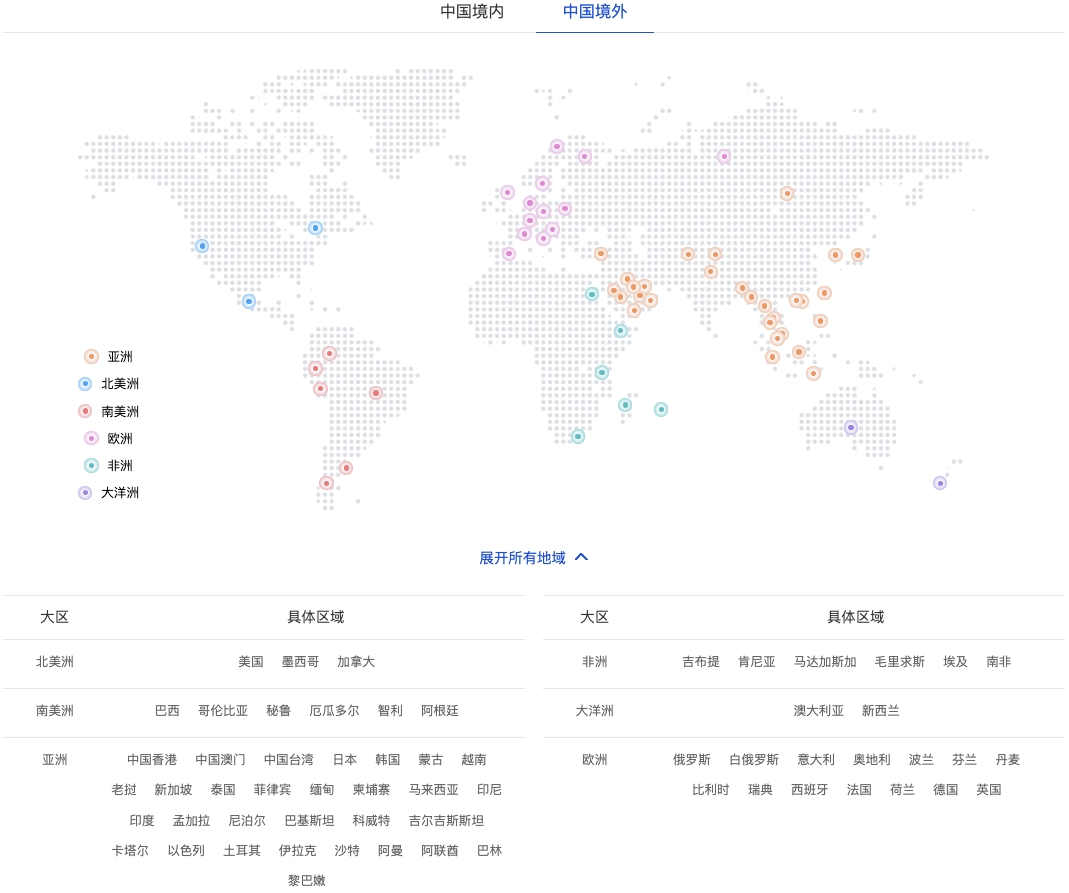 中国境内 中国境外
亚洲
北美洲
南美洲
欧洲
非洲
大洋洲
展开所有地域
大区 具体区域
北美洲 美国 墨西哥 加拿大
南美洲 巴西 哥伦比亚 秘鲁 厄瓜多尔 智利 阿根廷
亚洲 中国香港 中国澳门 中国台湾 日本 韩国 蒙古 越南
老挝 新加坡 泰国 菲律宾 缅甸 柬埔寨 马来西亚 印尼
印度 孟加拉 尼泊尔 巴基斯坦 科威特 吉尔吉斯斯坦
卡塔尔 以色列 土耳其 伊拉克 沙特 阿曼 阿联酋 巴林
黎巴嫩
大区 具体区域
非洲 吉布提 肯尼亚 马达加斯加 毛里求斯 埃及 南非
大洋洲 澳大利亚 新西兰
欧洲 俄罗斯 白俄罗斯 意大利 奥地利 波兰 芬兰 丹麦
比利时 瑞典 西班牙 法国 荷兰 德国 英国